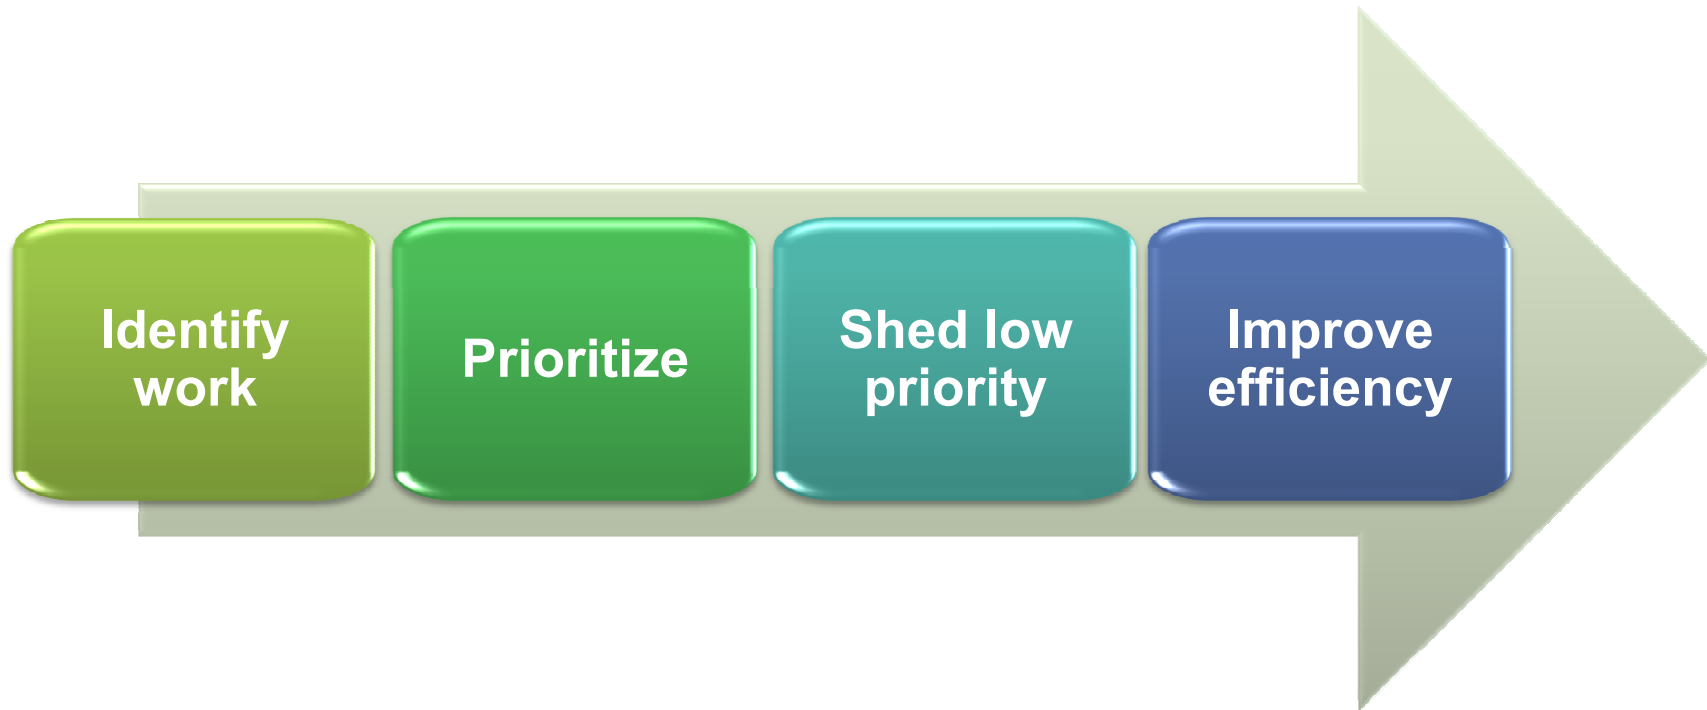 Identify
work
Prioritize
Shed low
priority
Improve
efficiency